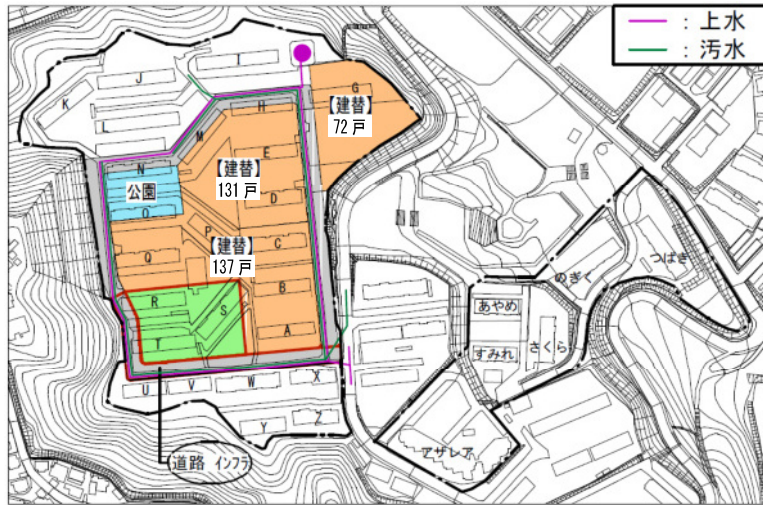 : 上水
: 汚水
I
J
G
K
【建替】
72戸
H
L
M
【建替】
131戸
E
N
公園
D
O
P
C
【建替】
137戸
Q
B
R
S
A
T
U
V
W
X
Y
Z
道路 インフラ
つばき
のぎく
あやめ
さくら
すみれ
アザレア